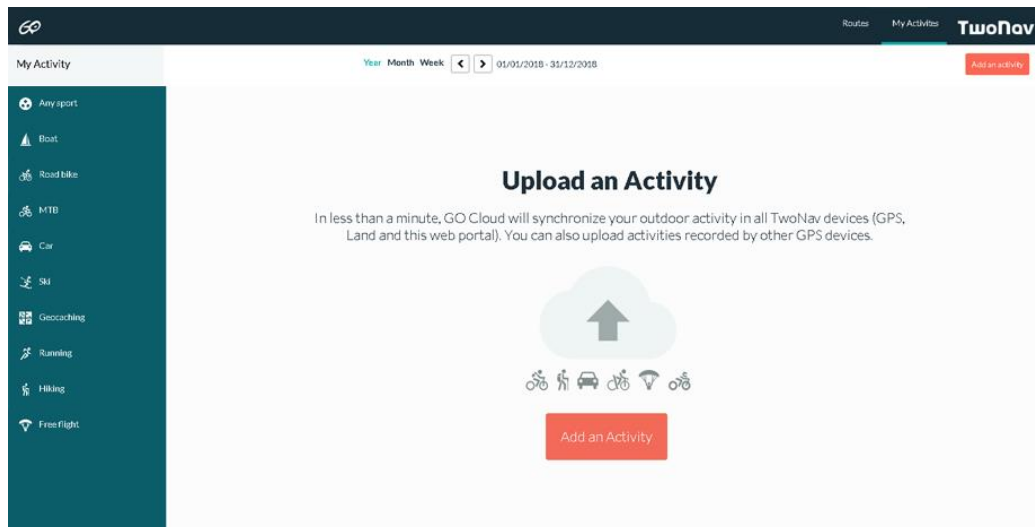 GO
Routes My Activites TwoNav
My Activity
Year Month Week 01/01/2018 - 31/12/2018
Add an activity
Any sport
Boat
Road bike
MTB
Car
Ski
Geocaching
Running
Hiking
Free flight
Upload an Activity
In less than a minute, GO Cloud will synchronize your outdoor activity in all TwoNav devices (GPS,
Land and this web portal). You can also upload activities recorded by other GPS devices.
Add an Activity